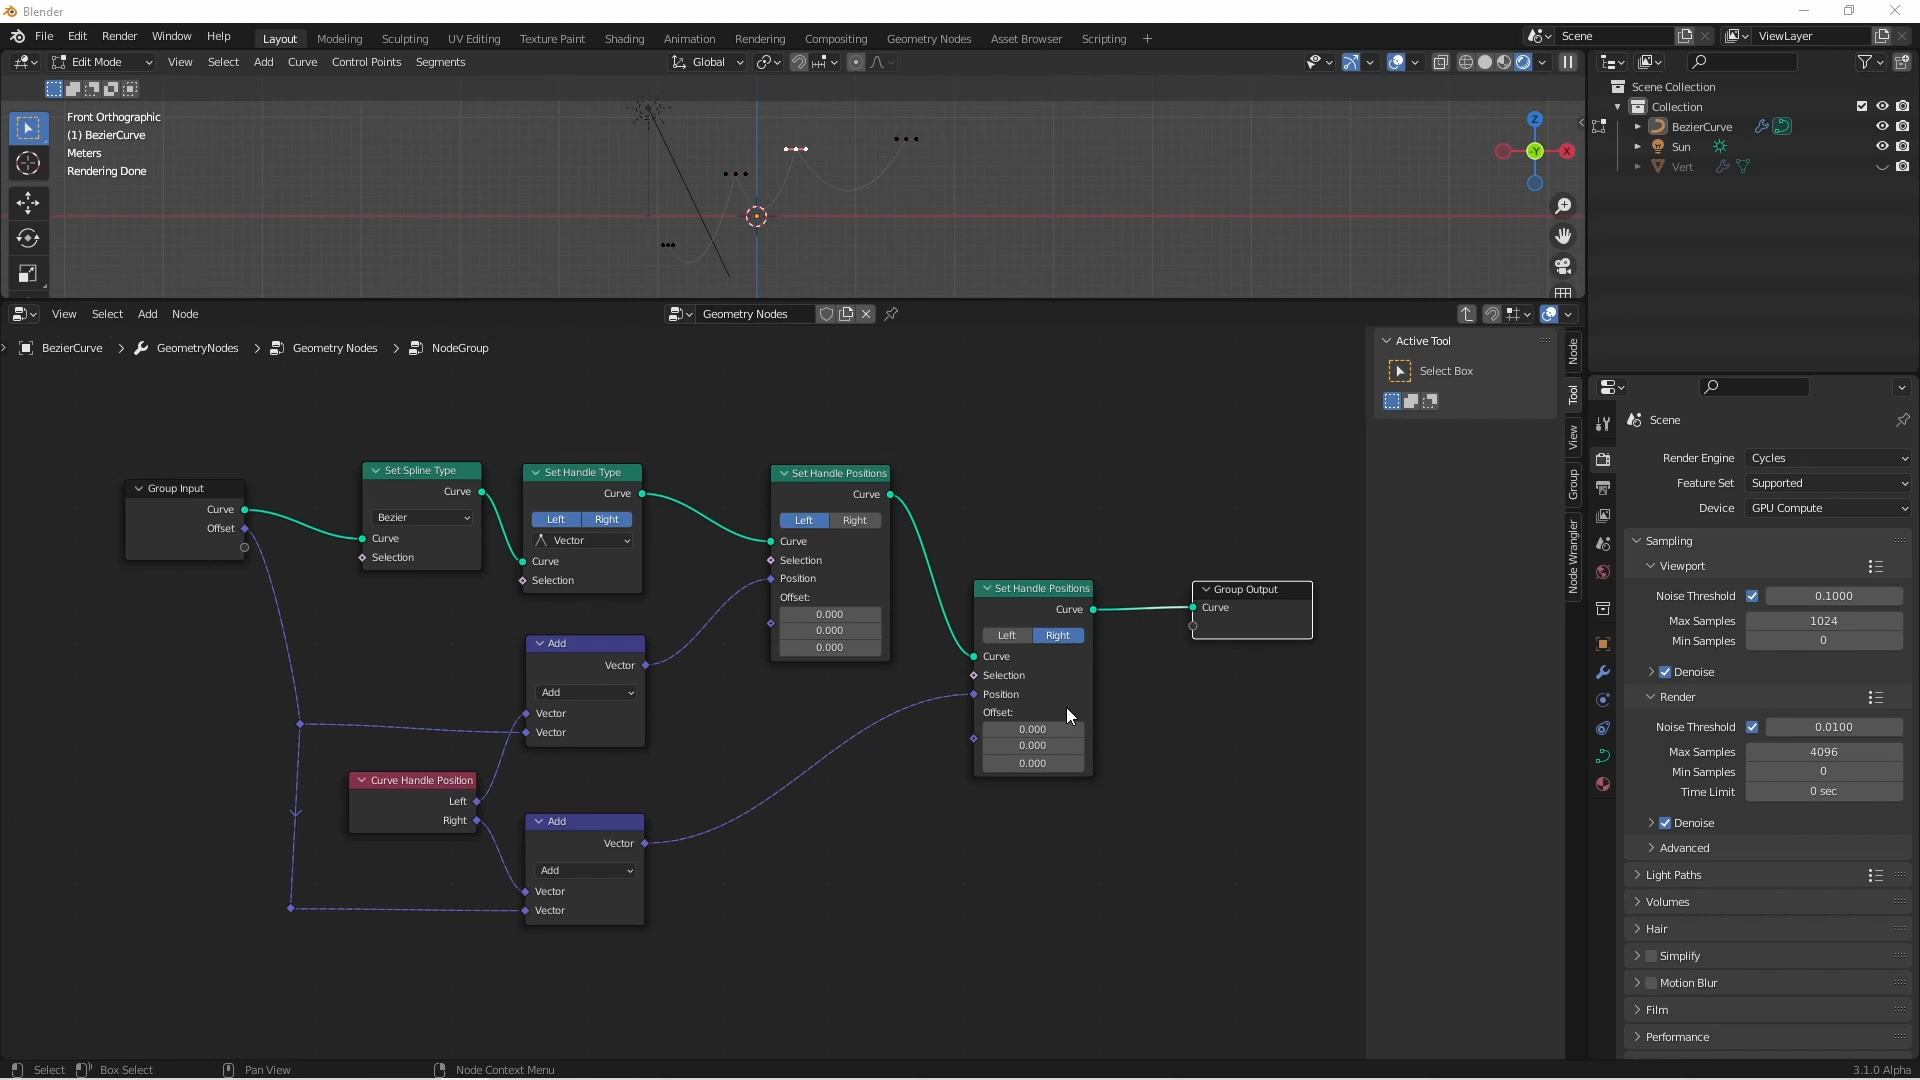 Blender
File Edit Render Window Help Layout Modeling Sculpting UV Editing Texture Paint Shading Animation Rendering Compositing Geometry Nodes Asset Browser Scripting + Scene ViewLayer
Edit Mode View Select Add Curve Control Points Segments Global
Front Orthographic
(1) BezierCurve
Meters
Rendering Done
Z
-Y
X
Scene Collection
Collection
BezierCurve
Sun
Vert
View Select Add Node Geometry Nodes
BezierCurve > GeometryNodes > Geometry Nodes > NodeGroup
Group Input
Curve
Offset
Set Spline Type
Curve
Bezier
Curve
Selection
Set Handle Type
Curve
Left Right
Vector
Curve
Selection
Set Handle Positions
Curve
Left Right
Curve
Selection
Position
Offset:
0.000
0.000
0.000
Set Handle Positions
Curve
Left Right
Curve
Selection
Position
Offset:
0.000
0.000
0.000
Group Output
Curve
Add
Vector
Add
Vector
Vector
Curve Handle Position
Left
Right
Add
Vector
Add
Vector
Vector
Active Tool
Select Box
Node
Tool
View
Group
Node Wrangler
Scene
Render Engine Cycles
Feature Set Supported
Device GPU Compute
Sampling
Viewport
Noise Threshold 0.1000
Max Samples 1024
Min Samples 0
Denoise
Render
Noise Threshold 0.0100
Max Samples 4096
Min Samples 0
Time Limit 0 sec
Denoise
Advanced
Light Paths
Volumes
Hair
Simplify
Motion Blur
Film
Performance
Select Box Select Pan View Node Context Menu 3.1.0 Alpha